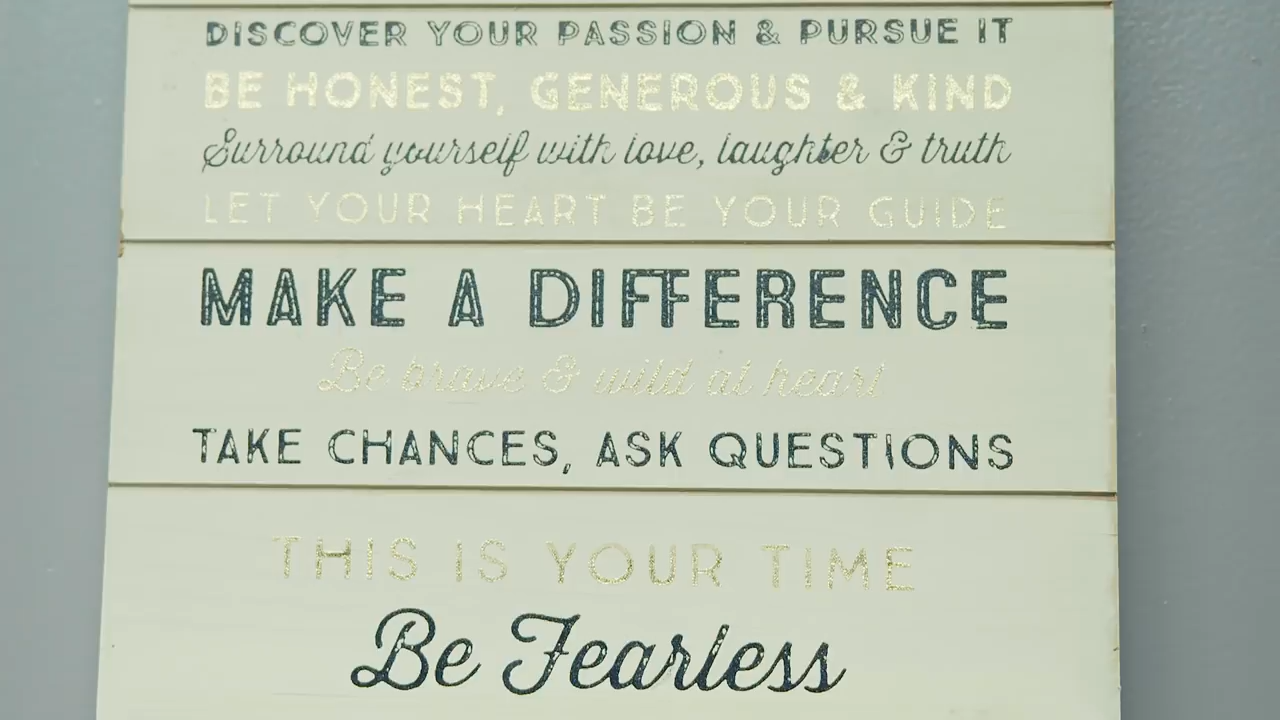 DISCOVER YOUR PASSION & PURSUE IT
BE HONEST, GENEROUS & KIND
Surround yourself with love, laughter & truth
LET YOUR HEART BE YOUR GUIDE
MAKE A DIFFERENCE
Be brave & wild at heart
TAKE CHANCES, ASK QUESTIONS
THIS IS YOUR TIME
Be Fearless